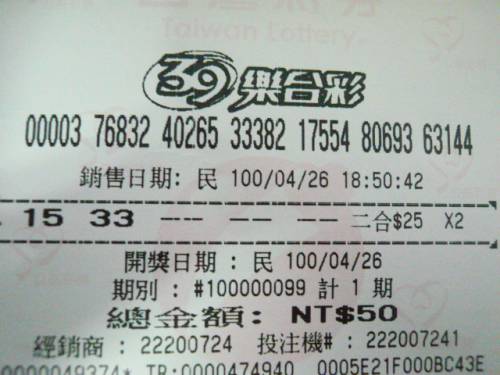 Taiwan Lottery
39樂合彩
00003 76832 40265 33382 17554 80693 63144
銷售日期: 民 100/04/26 18:50:42
15 33 -- -- -- 二合$25 X2
開獎日期 : 民 100/04/26
期別 : #100000099 計 1 期
總金額: NT$50
經銷商 : 22200724 投注機# : 222007241
0000049374* TR:0000474940 0005E21F000BC43E